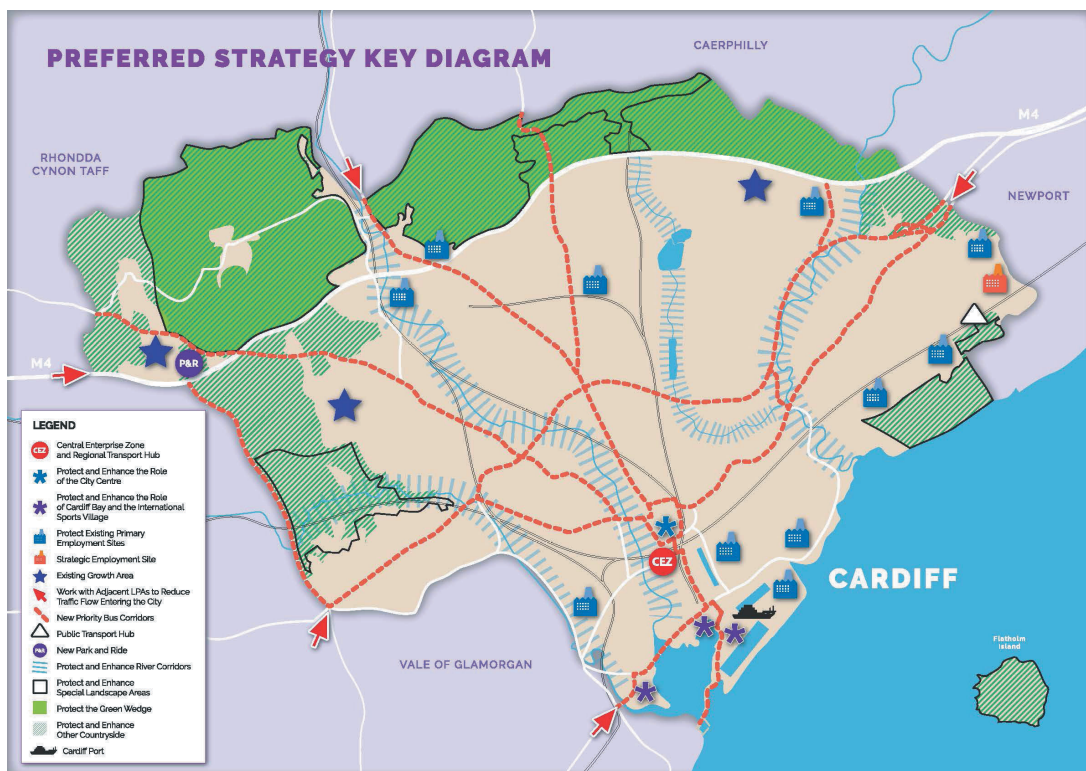 PREFERRED STRATEGY KEY DIAGRAM
CAERPHILLY
M4
RHONDDA
CYNON TAFF
NEWPORT
P&R
M4
LEGEND
CEZ
Central Enterprise Zone
and Regional Transport Hub
Protect and Enhance the Role
of the City Centre
Protect and Enhance the Role
of Cardiff Bay and the International
Sports Village
Protect Existing Primary
Employment Sites
Strategic Employment Site
Existing Growth Area
Work with Adjacent LPAs to Reduce
Traffic Flow Entering the City
New Priority Bus Corridors
Public Transport Hub
P&R
New Park and Ride
Protect and Enhance River Corridors
Protect and Enhance
Special Landscape Areas
Protect the Green Wedge
Protect and Enhance
Other Countryside
Cardiff Port
CEZ
CARDIFF
VALE OF GLAMORGAN
Flatholm
Island